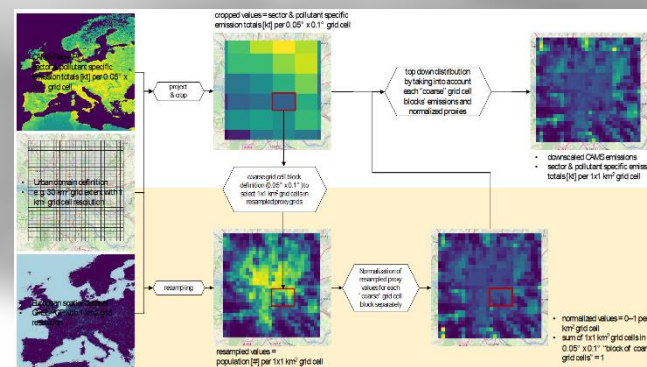 cropped values = sector & pollutant specific
emission totals [kt] per 0.05° x 0.1° grid cell
sector & pollutant specific
emission totals [kt] per 0.05° x
grid cell
project
& crop
top down distribution
by taking into account
each "coarse" grid cell
blocks' emissions and
normalized proxies
• downscaled CAMS emissions
• sector & pollutant specific emiss
totals [kt] per 1x1 km² grid cell
• Urban domain definition
• e.g. 30 km² grid extent with 1
km² grid cell resolution
coarse grid cell block
definition (0.05° x 0.1°) to
select 1x1 km² grid cells in
resampled proxy grids
resampling
Normalization of
resampled proxy
values for each
"coarse" grid cell
block separately
resolution
resampled values =
population [#] per 1x1 km² grid cell
• normalized values = 0–1 per
km² grid cell
• sum of 1x1 km² grid cells in
0.05° x 0.1° "block of coar
grid cells" = 1